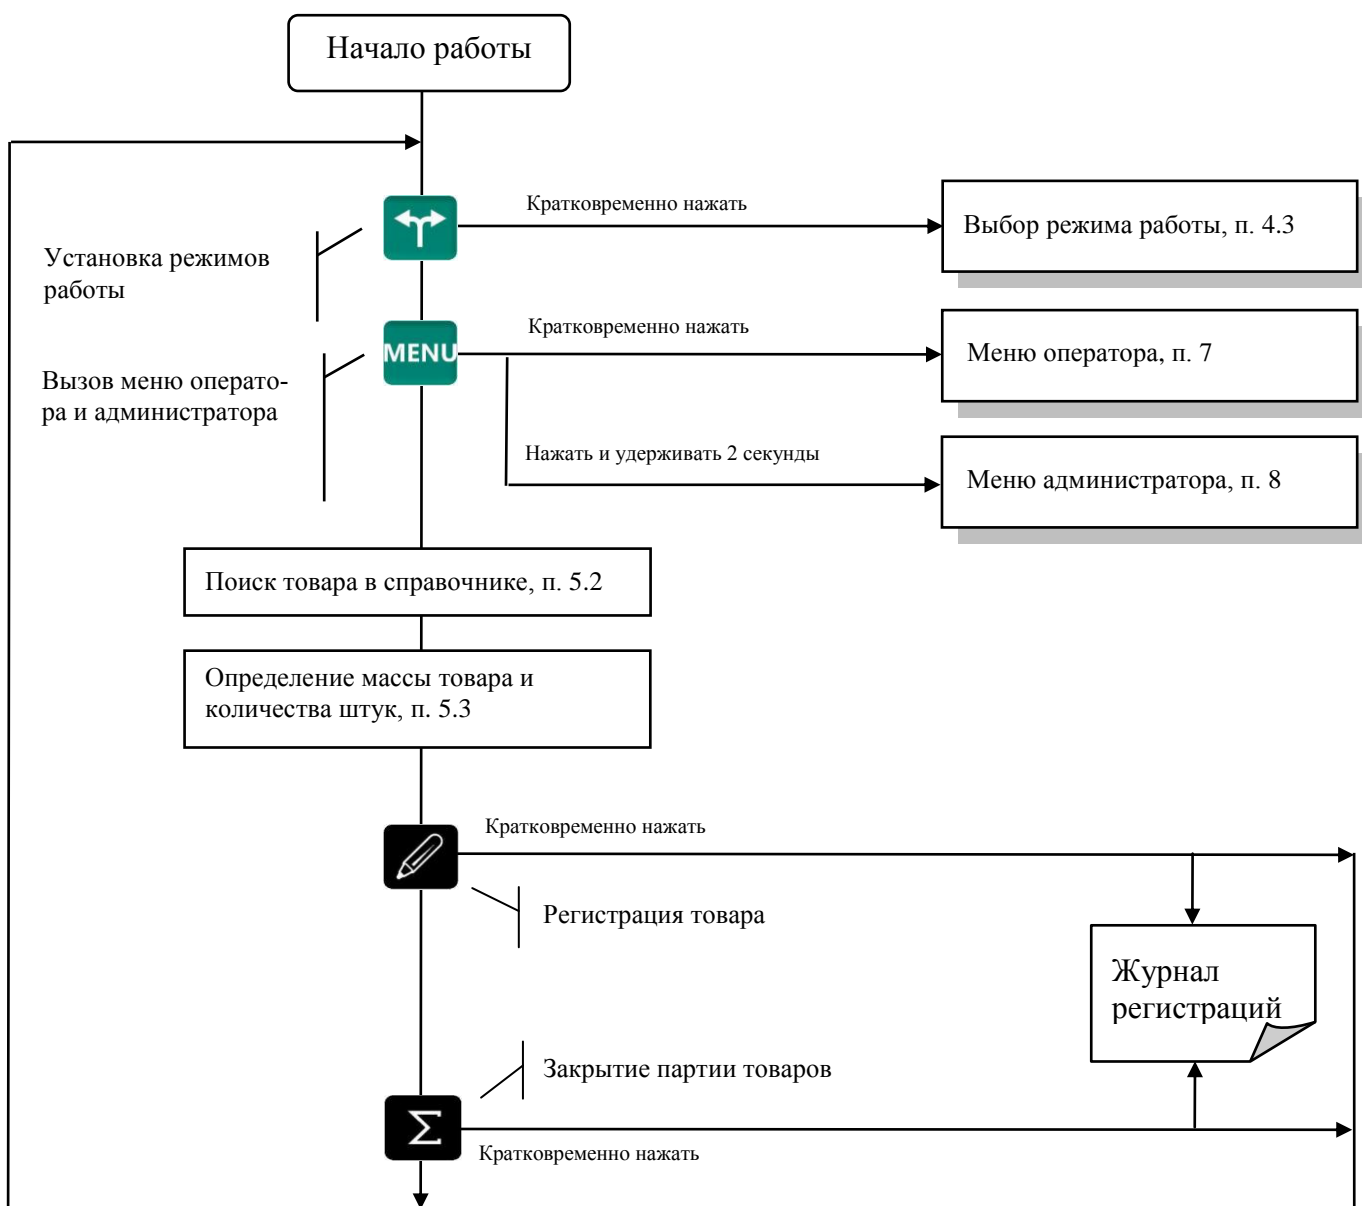 Начало работы
Кратковременно нажать
Выбор режима работы, п. 4.3
Установка режимов
работы
Кратковременно нажать
MENU
Меню оператора, п. 7
Вызов меню операто-
ра и администратора
Нажать и удерживать 2 секунды
Меню администратора, п. 8
Поиск товара в справочнике, п. 5.2
Определение массы товара и
количества штук, п. 5.3
Кратковременно нажать
Регистрация товара
Журнал
регистраций
Закрытие партии товаров
Σ
Кратковременно нажать